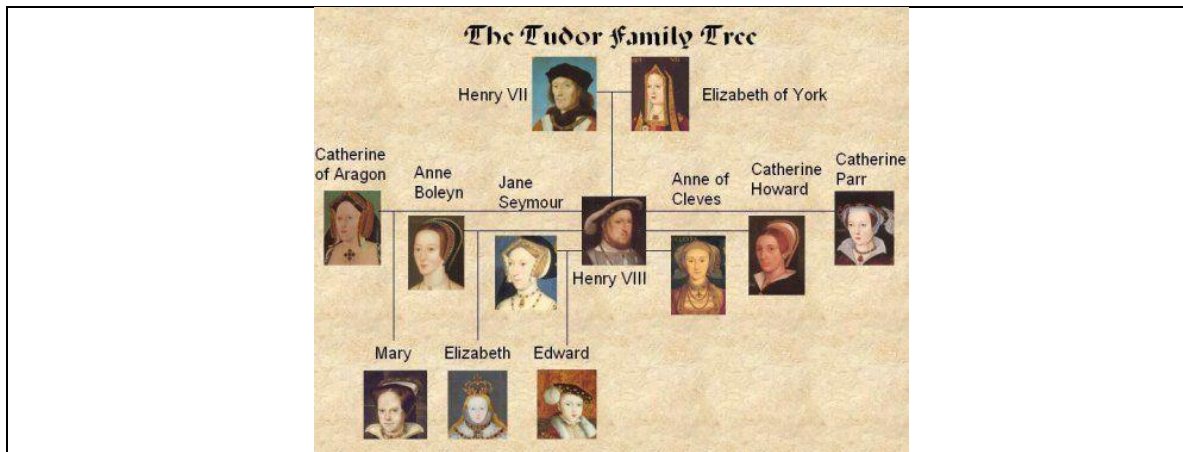 The Tudor Family Tree
Henry VII
Elizabeth of York
Catherine
of Aragon
Anne
Boleyn
Jane
Seymour
Anne of
Cleves
Catherine
Howard
Catherine
Parr
Henry VIII
Mary
Elizabeth
Edward